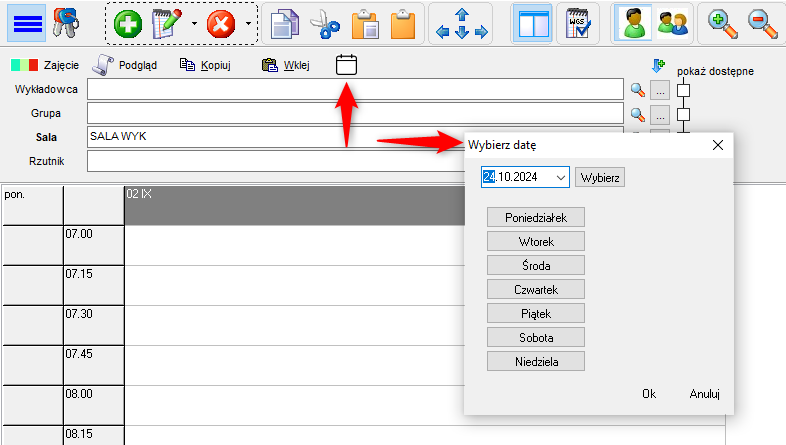 WGS
Zajęcie Podgląd Kopiuj Wklej
pokaż dostępne
Wykładowca
...
Grupa
...
Sala SALA WYK
Rzutnik
Wybierz datę
24.10.2024 Wybierz
Poniedziałek
Wtorek
Środa
Czwartek
Piątek
Sobota
Niedziela
Ok Anuluj
pon. 02 IX
07.00
07.15
07.30
07.45
08.00
08.15